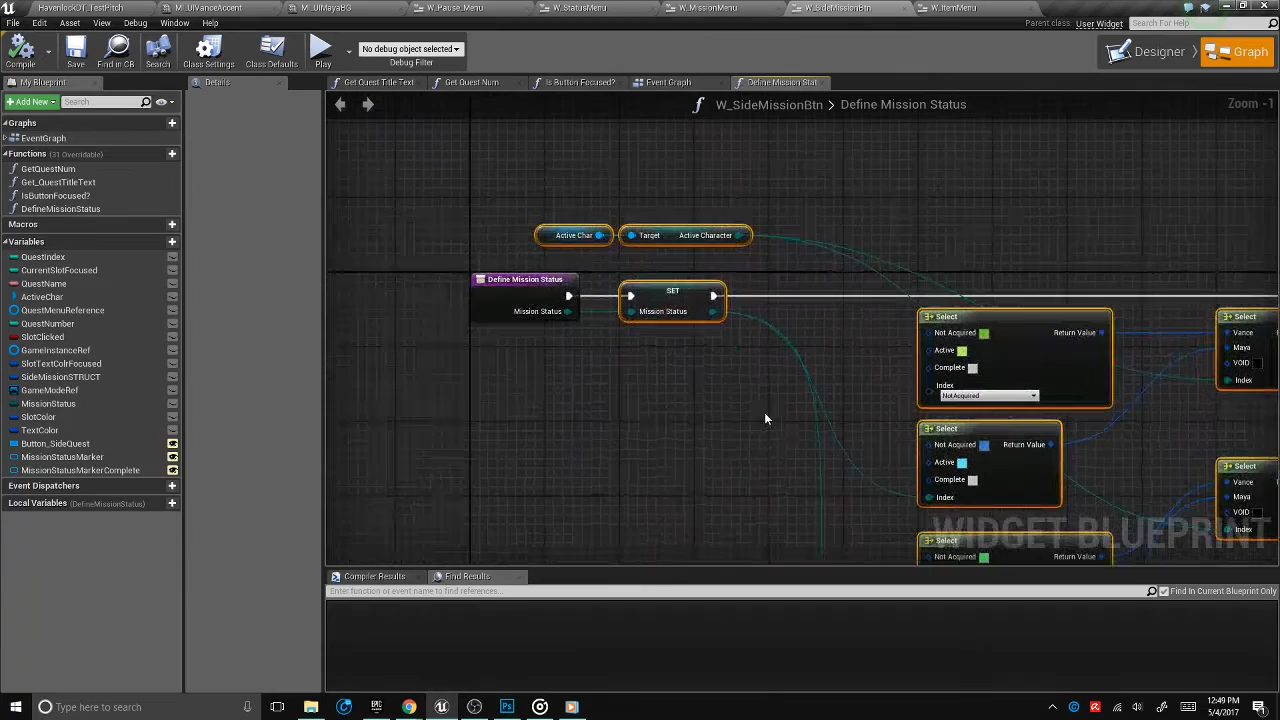 HavenlockDT_TestPitch
M_UIVanceAccent
M_UIMayaBG
W_Pause_Menu
W_StatusMenu
W_MissionMenu
W_SideMissionBtn
W_ItemMenu
File Edit Asset View Debug Window Help
Parent class: User Widget
Search For Help
Compile
Save
Find in CB
Search
Class Settings
Class Defaults
Play
No debug object selected
Debug Filter
Designer
Graph
My Blueprint
Details
Get Quest Title Text
Get Quest Num
Is Button Focused?
Event Graph
Define Mission Stat
+Add New
Search
W_SideMissionBtn > Define Mission Status
Zoom -1
Graphs
EventGraph
Functions (31 Overridable)
GetQuestNum
Get_QuestTitleText
IsButtonFocused?
DefineMissionStatus
Macros
Variables
QuestIndex
CurrentSlotFocused
QuestName
ActiveChar
QuestMenuReference
QuestNumber
SlotClicked
GameInstanceRef
SlotTextColrFocused
SideMissionSTRUCT
GameModeRef
MissionStatus
SlotColor
TextColor
Button_SideQuest
MissionStatusMarker
MissionStatusMarkerComplete
Event Dispatchers
Local Variables (DefineMissionStatus)
Active Char
Target Active Character
Define Mission Status
Mission Status
SET
Mission Status
Select
Not Acquired Return Value
Active
Complete
Index
NotAcquired
Select
Not Acquired Return Value
Active
Complete
Index
Select
Not Acquired Return Value
Select
Vance
Maya
VOID
Index
Select
Vance
Maya
VOID
Index
WIDGET BLUEPRINT
Compiler Results
Find Results
Enter function or event name to find references...
Find In Current Blueprint Only
Type here to search
12:49 PM
5/4/2017